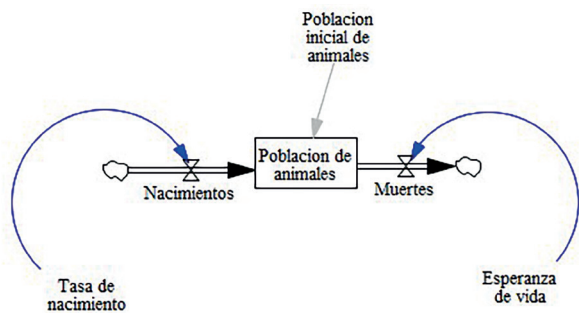 Poblacion
inicial de
animales
Poblacion de
animales
Nacimientos
Muertes
Tasa de
nacimiento
Esperanza
de vida